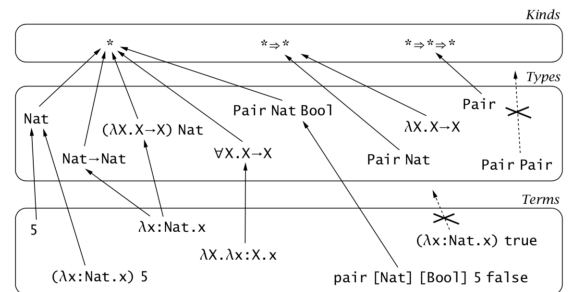 Kinds
* *⇒* *⇒*⇒*
Types
Nat (λX.X→X) Nat Pair Nat Bool λX.X→X Pair
Nat→Nat ∀X.X→X Pair Nat Pair Pair
Terms
5 λx:Nat.x (λx:Nat.x) true
λX.λx:X.x
(λx:Nat.x) 5 pair [Nat] [Bool] 5 false